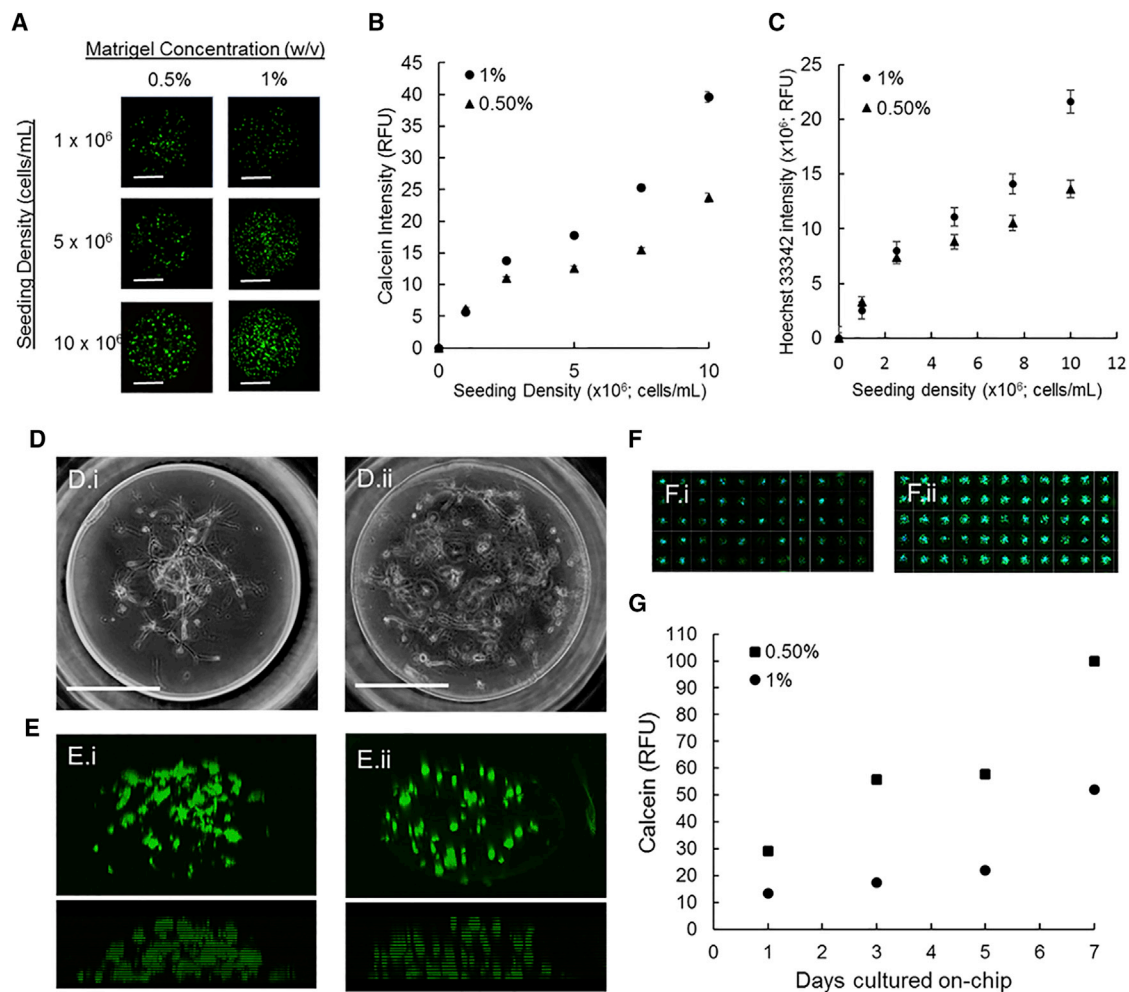 A
Matrigel Concentration (w/v)
0.5% 1%
Seeding Density (cells/mL)
1 x 10⁶
5 x 10⁶
10 x 10⁶
B
1%
0.50%
Calcein Intensity (RFU)
45
40
35
30
25
20
15
10
5
0
0 5 10
Seeding Density (x10⁶; cells/mL)
C
1%
0.50%
Hoechst 33342 intensity (x10⁶; RFU)
25
20
15
10
5
0
0 2 4 6 8 10 12
Seeding density (x10⁶; cells/mL)
D
D.i
D.ii
E
E.i
E.ii
F
F.i
F.ii
G
0.50%
1%
Calcein (RFU)
110
100
90
80
70
60
50
40
30
20
10
0
0 1 2 3 4 5 6 7
Days cultured on-chip